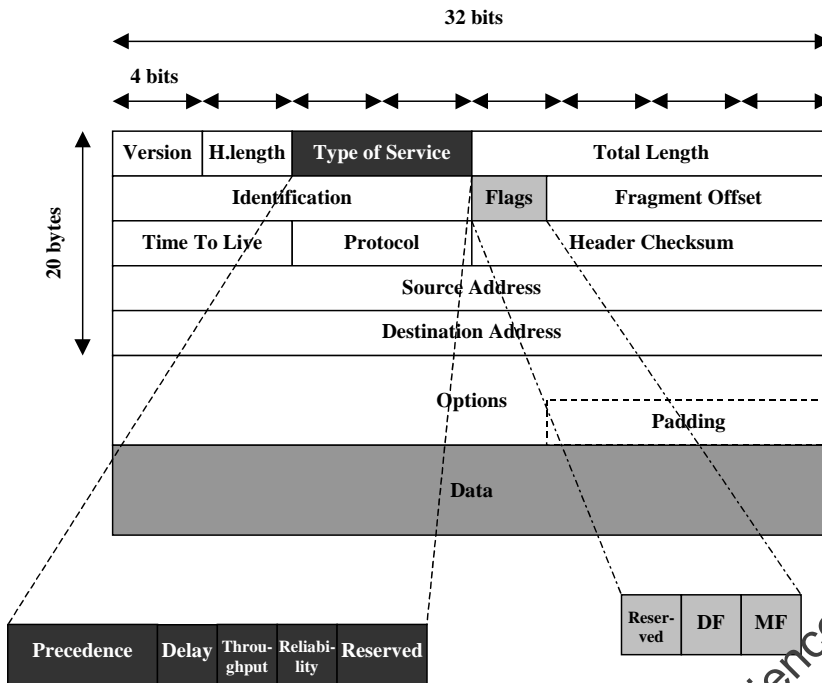 32 bits
4 bits
Version H.length Type of Service Total Length
Identification Flags Fragment Offset
Time To Live Protocol Header Checksum
20 bytes
Source Address
Destination Address
Options
Padding
Data
Reser-
ved DF MF
Precedence Delay Throu-
ghput Reliabi-
lity Reserved